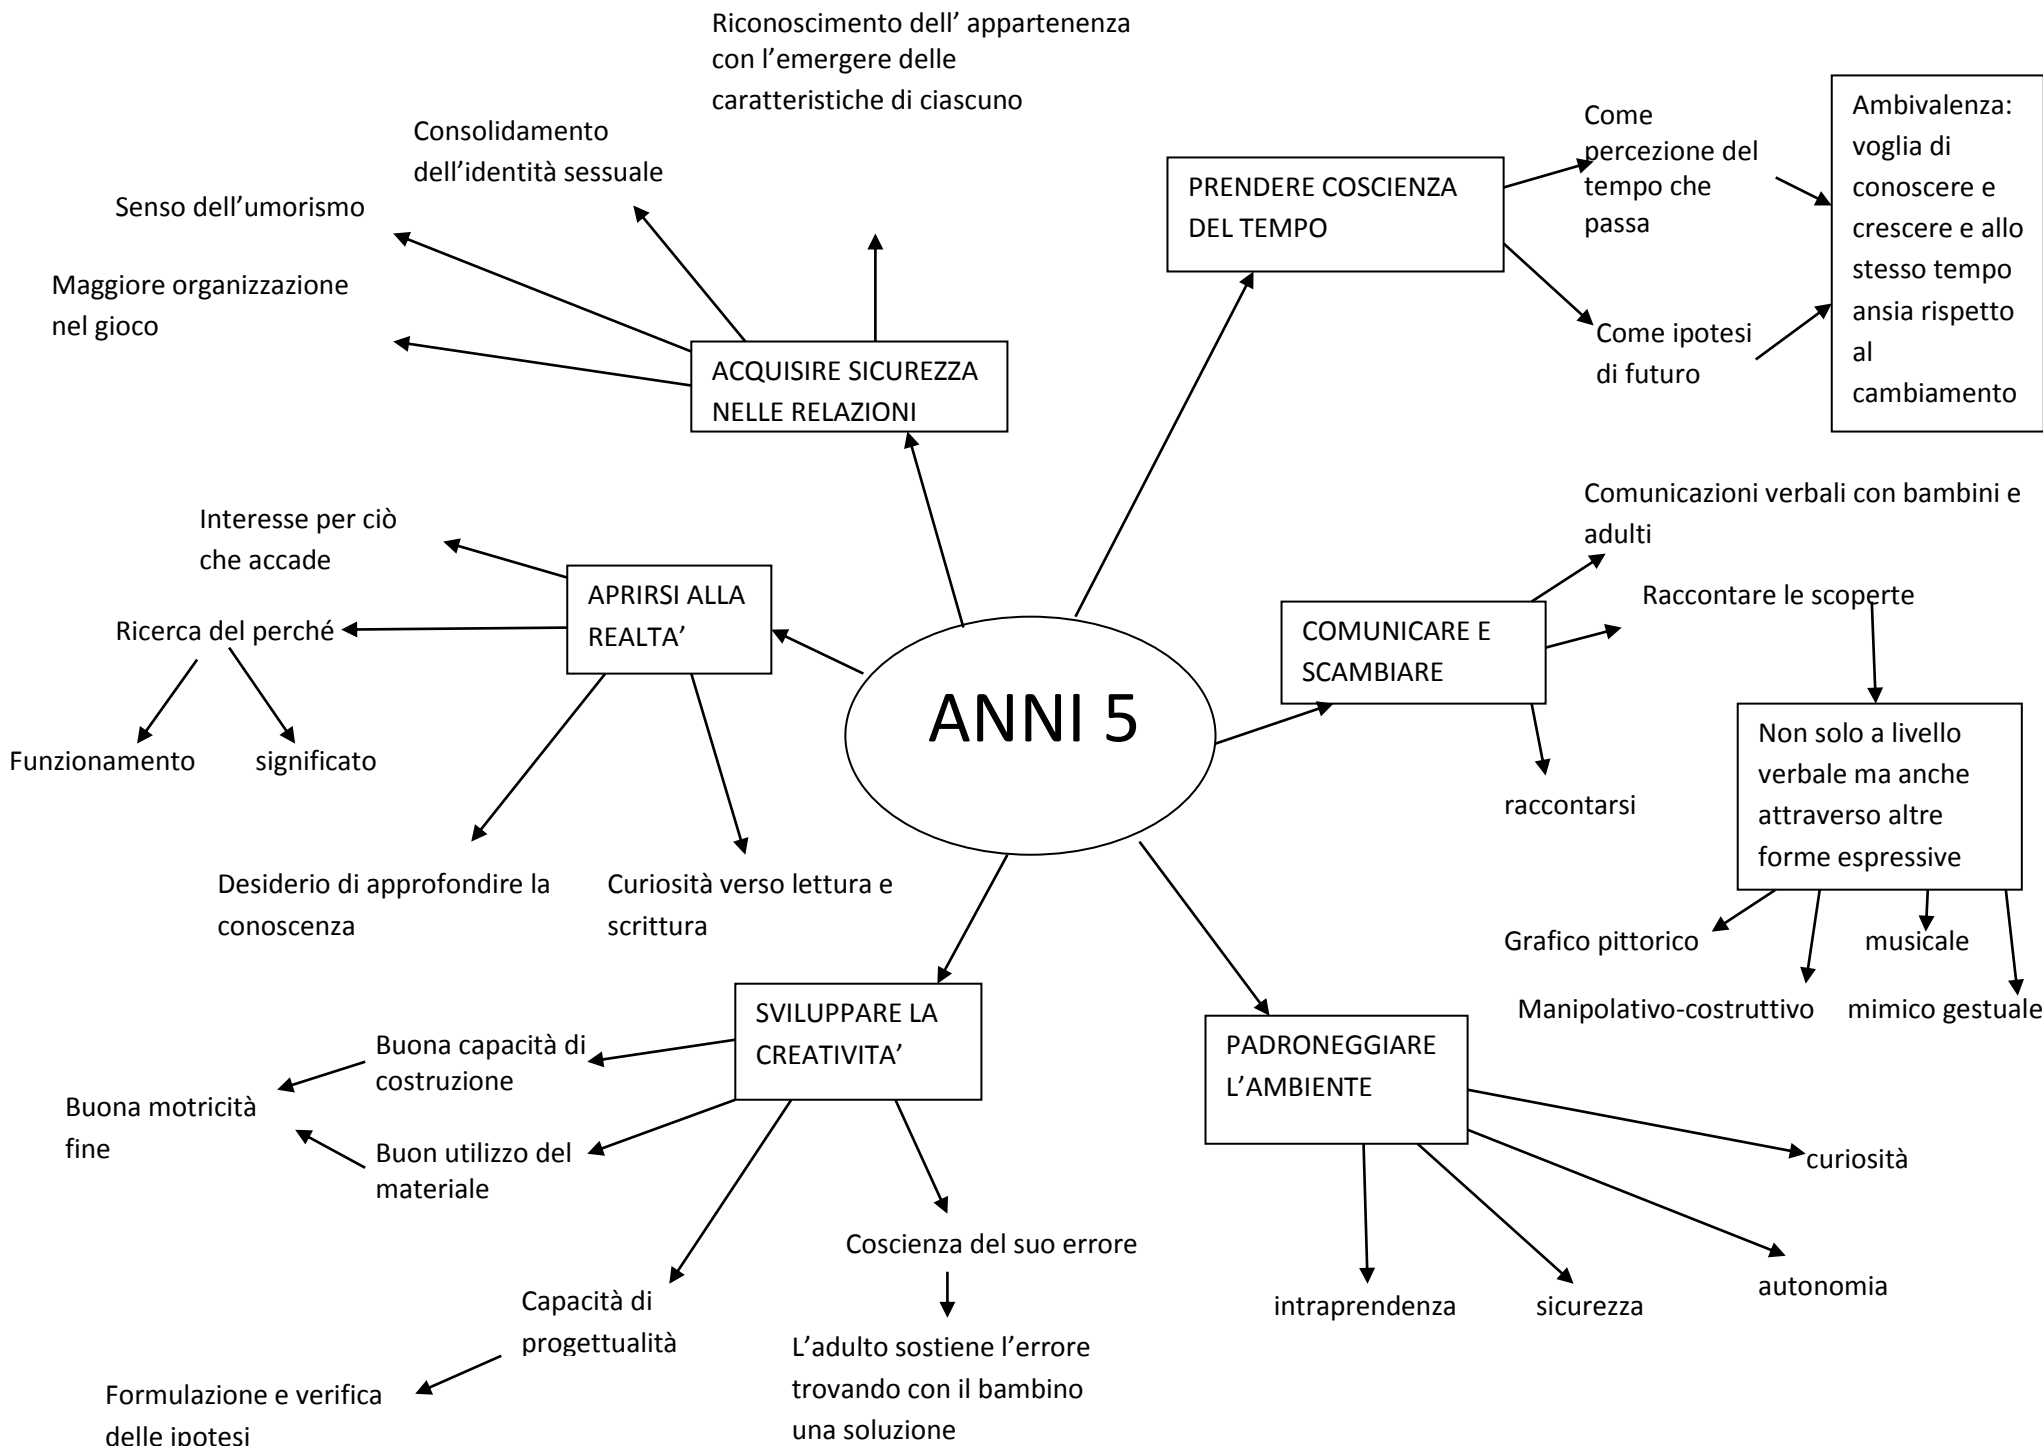 Riconoscimento dell’ appartenenza
con l’emergere delle
caratteristiche di ciascuno
Consolidamento
dell’identità sessuale
Senso dell’umorismo
Maggiore organizzazione
nel gioco
ACQUISIRE SICUREZZA
NELLE RELAZIONI
PRENDERE COSCIENZA
DEL TEMPO
Come
percezione del
tempo che
passa
Come ipotesi
di futuro
Ambivalenza:
voglia di
conoscere e
crescere e allo
stesso tempo
ansia rispetto
al
cambiamento
Interesse per ciò
che accade
Ricerca del perché
Funzionamento
significato
APRIRSI ALLA
REALTA’
Desiderio di approfondire la
conoscenza
Curiosità verso lettura e
scrittura
ANNI 5
COMUNICARE E
SCAMBIARE
Comunicazioni verbali con bambini e
adulti
Raccontare le scoperte
raccontarsi
Non solo a livello
verbale ma anche
attraverso altre
forme espressive
Grafico pittorico
musicale
Manipolativo-costruttivo
mimico gestuale
SVILUPPARE LA
CREATIVITA’
Buona capacità di
costruzione
Buona motricità
fine
Buon utilizzo del
materiale
Coscienza del suo errore
L’adulto sostiene l’errore
trovando con il bambino
una soluzione
Capacità di
progettualità
Formulazione e verifica
delle ipotesi
PADRONEGGIARE
L’AMBIENTE
curiosità
autonomia
sicurezza
intraprendenza